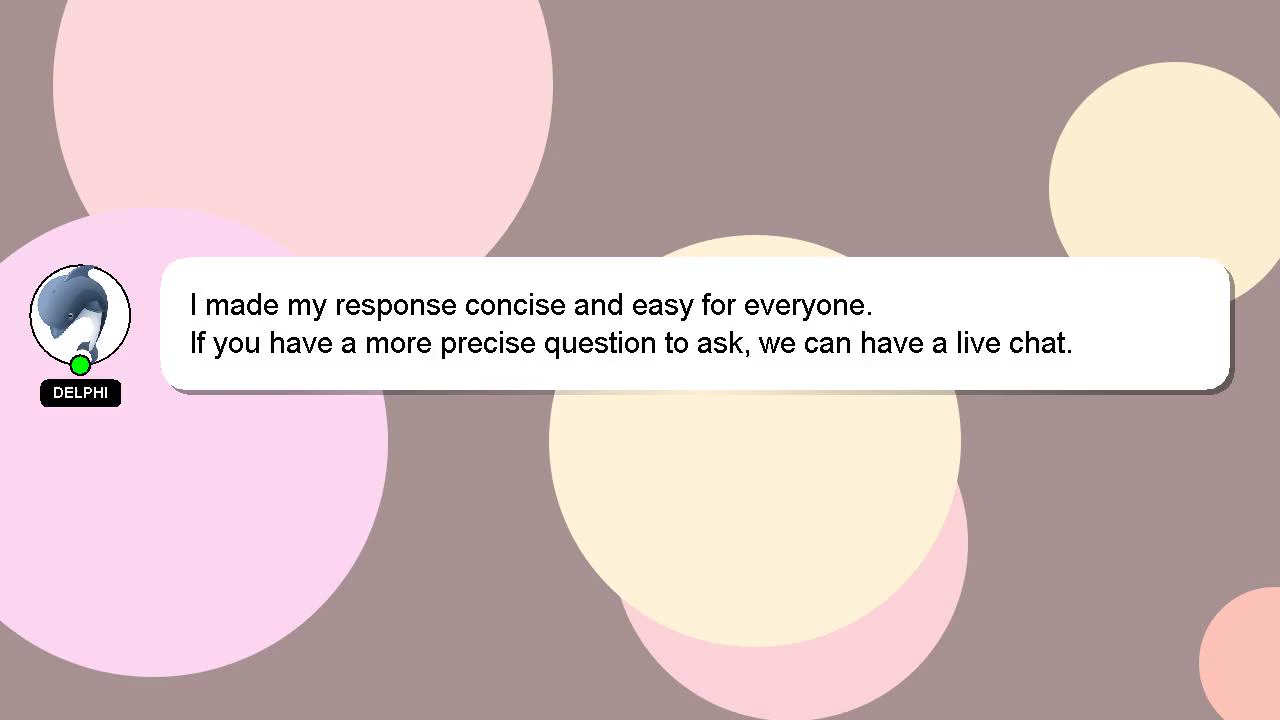 I made my response concise and easy for everyone.
If you have a more precise question to ask, we can have a live chat.
DELPHI